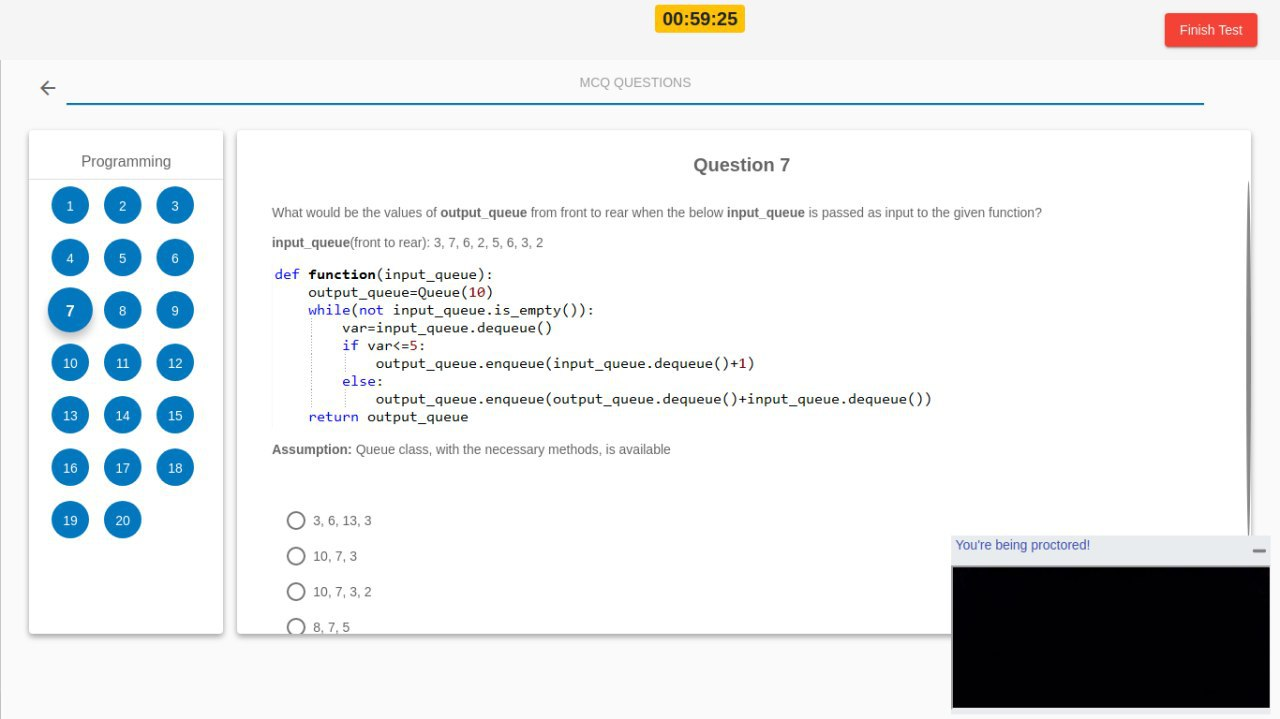 00:59:25
Finish Test
MCQ QUESTIONS
Programming
1 2 3
4 5 6
7 8 9
10 11 12
13 14 15
16 17 18
19 20
Question 7
What would be the values of output_queue from front to rear when the below input_queue is passed as input to the given function?
input_queue(front to rear): 3, 7, 6, 2, 5, 6, 3, 2
def function(input_queue):
    output_queue=Queue(10)
    while(not input_queue.is_empty()):
        var=input_queue.dequeue()
        if var<=5:
            output_queue.enqueue(input_queue.dequeue()+1)
        else:
            output_queue.enqueue(output_queue.dequeue()+input_queue.dequeue())
    return output_queue
Assumption: Queue class, with the necessary methods, is available
3, 6, 13, 3
10, 7, 3
10, 7, 3, 2
8, 7, 5
You're being proctored!